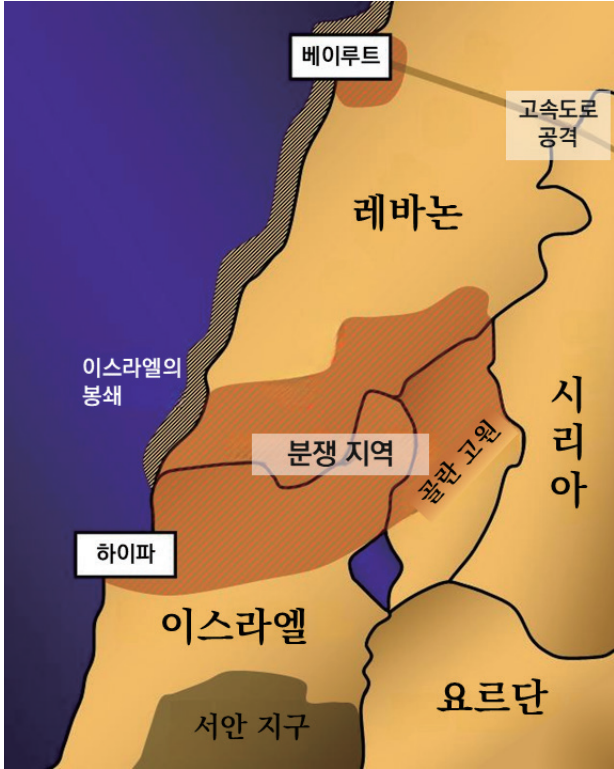 베이루트
고속도로
공격
레바논
이스라엘의
봉쇄
시리아
분쟁 지역
골란 고원
하이파
이스라엘
요르단
서안 지구